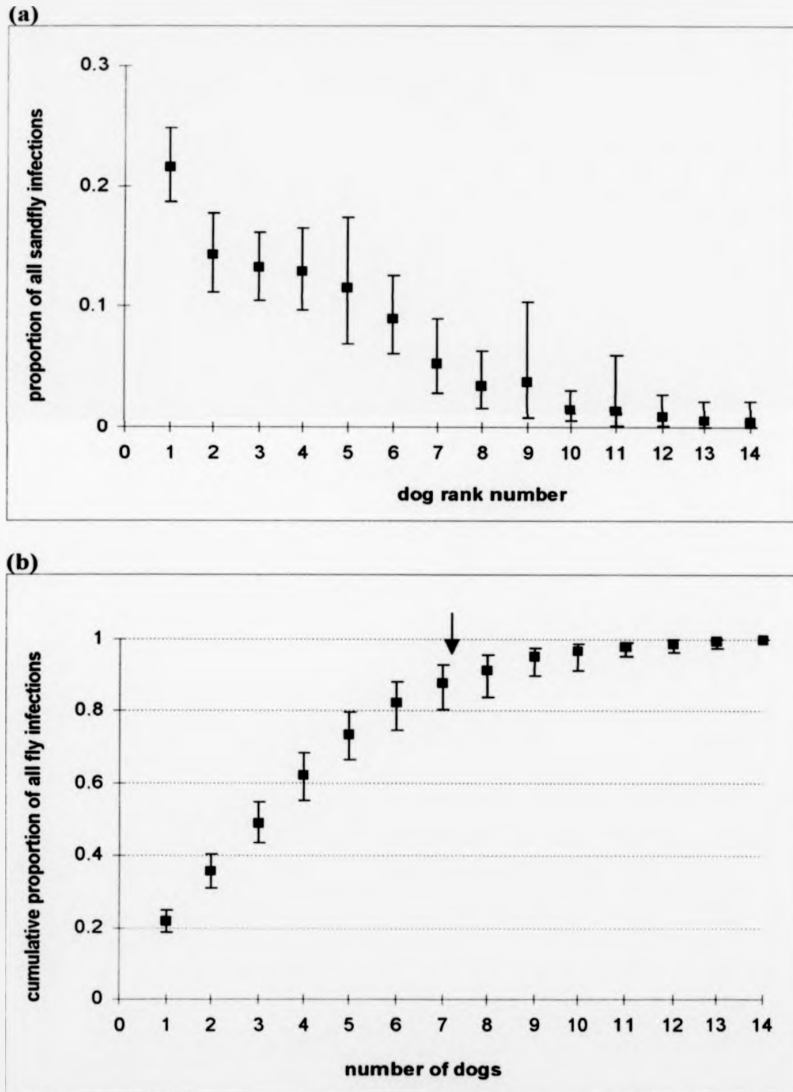 (a)
proportion of all sandfly infections
0.3
0.2
0.1
0
0 1 2 3 4 5 6 7 8 9 10 11 12 13 14
dog rank number
(b)
cumulative proportion of all fly infections
1
0.8
0.6
0.4
0.2
0
0 1 2 3 4 5 6 7 8 9 10 11 12 13 14
number of dogs